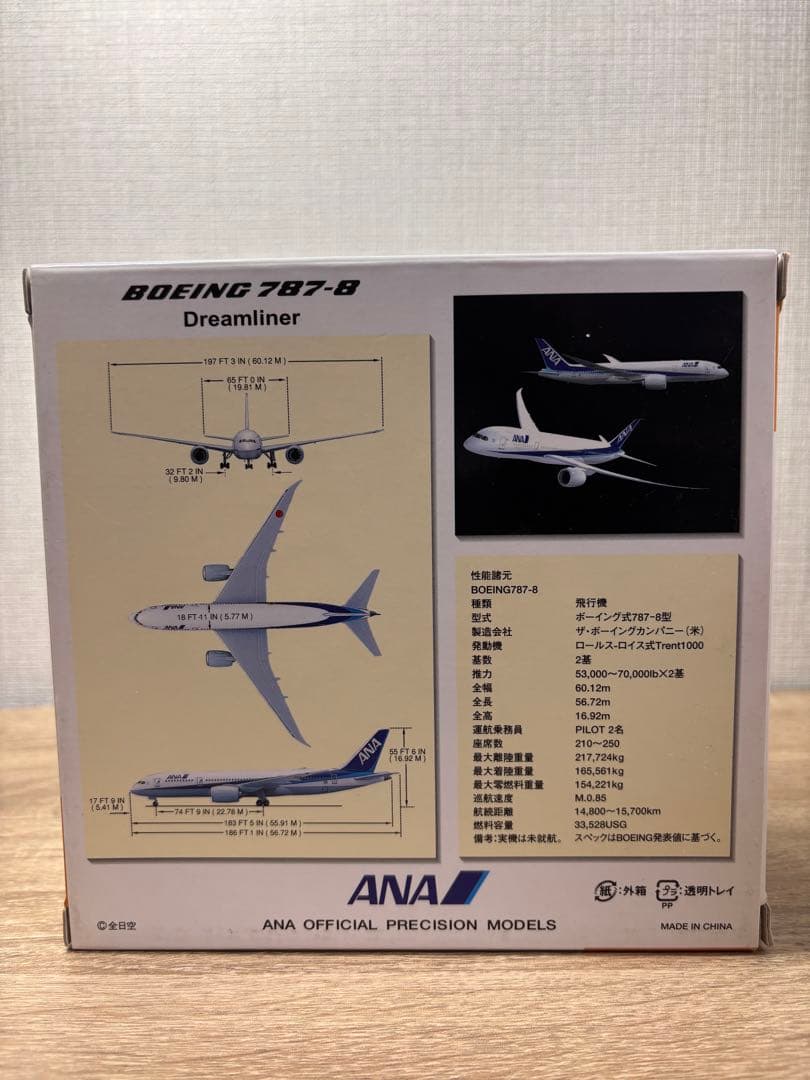 BOEING 787-8
Dreamliner
197 FT 3 IN ( 60.12 M )
65 FT 0 IN
( 19.81 M )
32 FT 2 IN
( 9.80 M )
18 FT 11 IN ( 5.77 M )
ANA
ANA
55 FT 6 IN
( 16.92 M )
17 FT 9 IN
( 5.41 M )
74 FT 9 IN ( 22.78 M )
183 FT 5 IN ( 55.91 M )
186 FT 1 IN ( 56.72 M )
ANA
ANA
ANA
性能諸元
BOEING787-8
種類 飛行機
型式 ボーイング式787-8型
製造会社 ザ・ボーイングカンパニー(米)
発動機 ロールス-ロイス式Trent1000
基数 2基
推力 53,000〜70,000lb×2基
全幅 60.12m
全長 56.72m
全高 16.92m
運航乗務員 PILOT 2名
座席数 210〜250
最大離陸重量 217,724kg
最大着陸重量 165,561kg
最大零燃料重量 154,221kg
巡航速度 M.0.85
航続距離 14,800〜15,700km
燃料容量 33,528USG
備考:実機は未就航。 スペックはBOEING発表値に基づく。
ANA
紙:外箱 プラ:透明トレイ
PP
©全日空
ANA OFFICIAL PRECISION MODELS
MADE IN CHINA